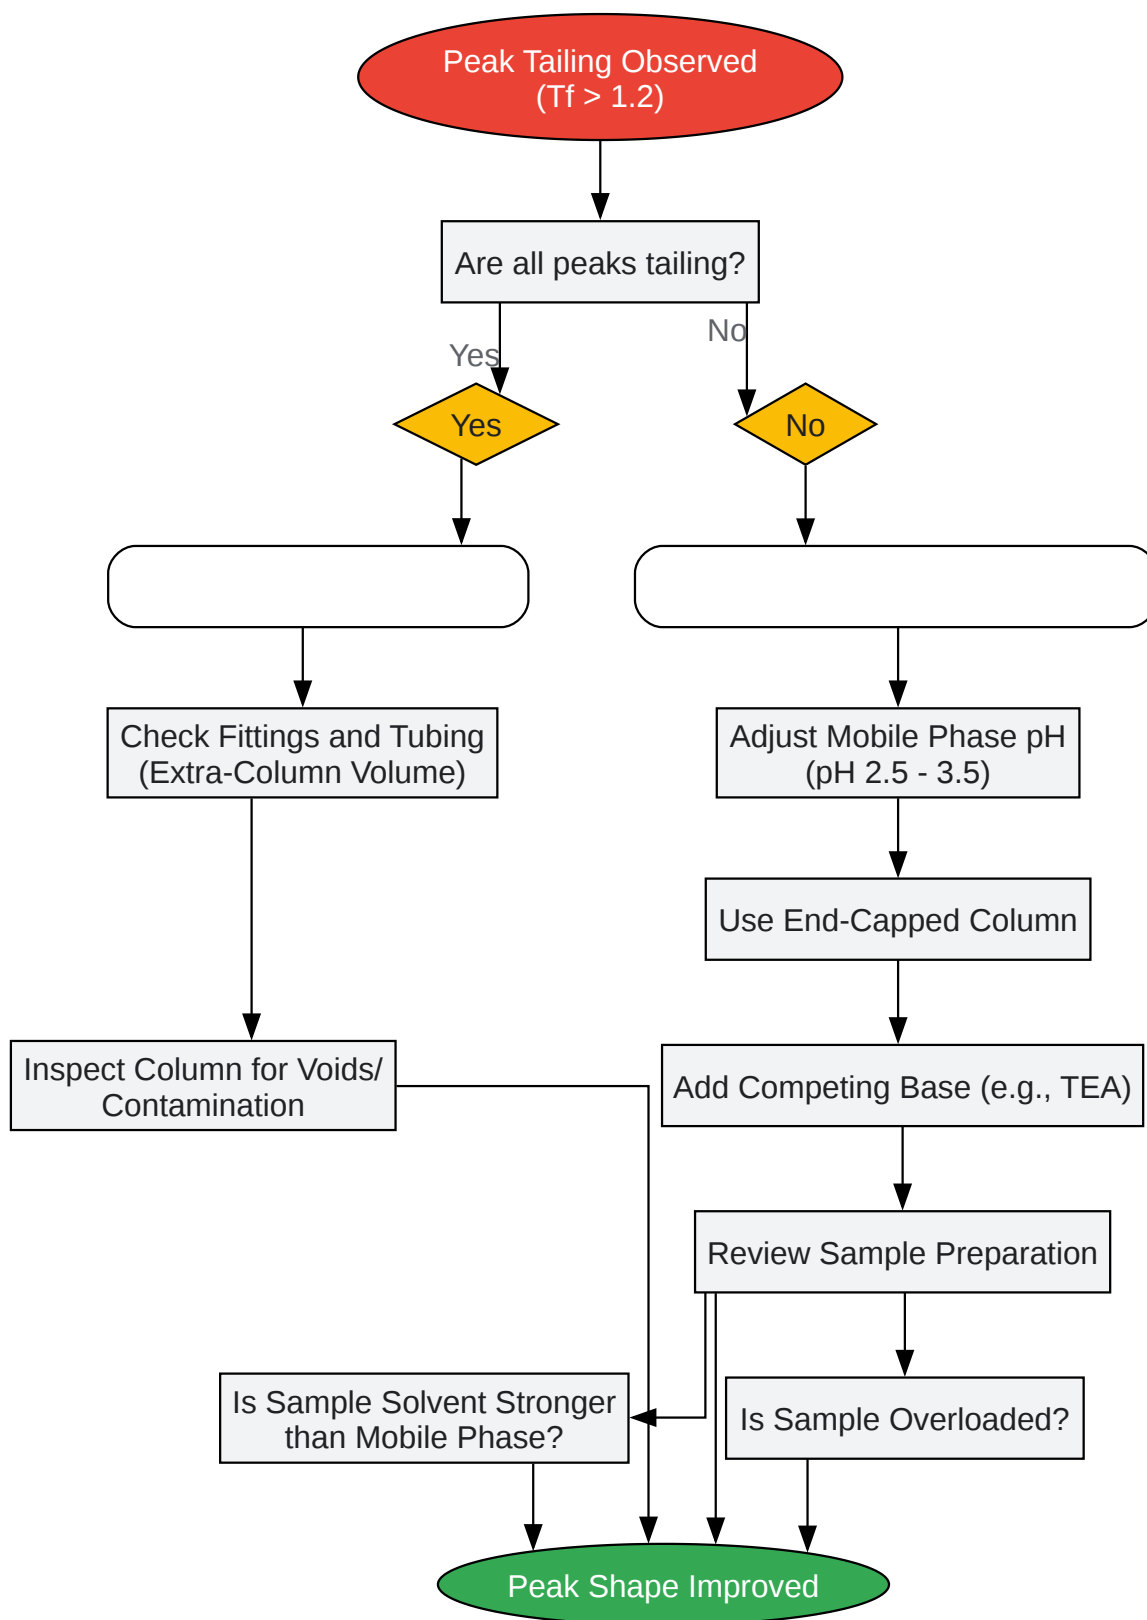 Peak Tailing Observed
(Tf > 1.2)
Are all peaks tailing?
Yes
No
Yes
No
Check Fittings and Tubing
(Extra-Column Volume)
Adjust Mobile Phase pH
(pH 2.5 - 3.5)
Use End-Capped Column
Inspect Column for Voids/
Contamination
Add Competing Base (e.g., TEA)
Review Sample Preparation
Is Sample Solvent Stronger
than Mobile Phase?
Is Sample Overloaded?
Peak Shape Improved